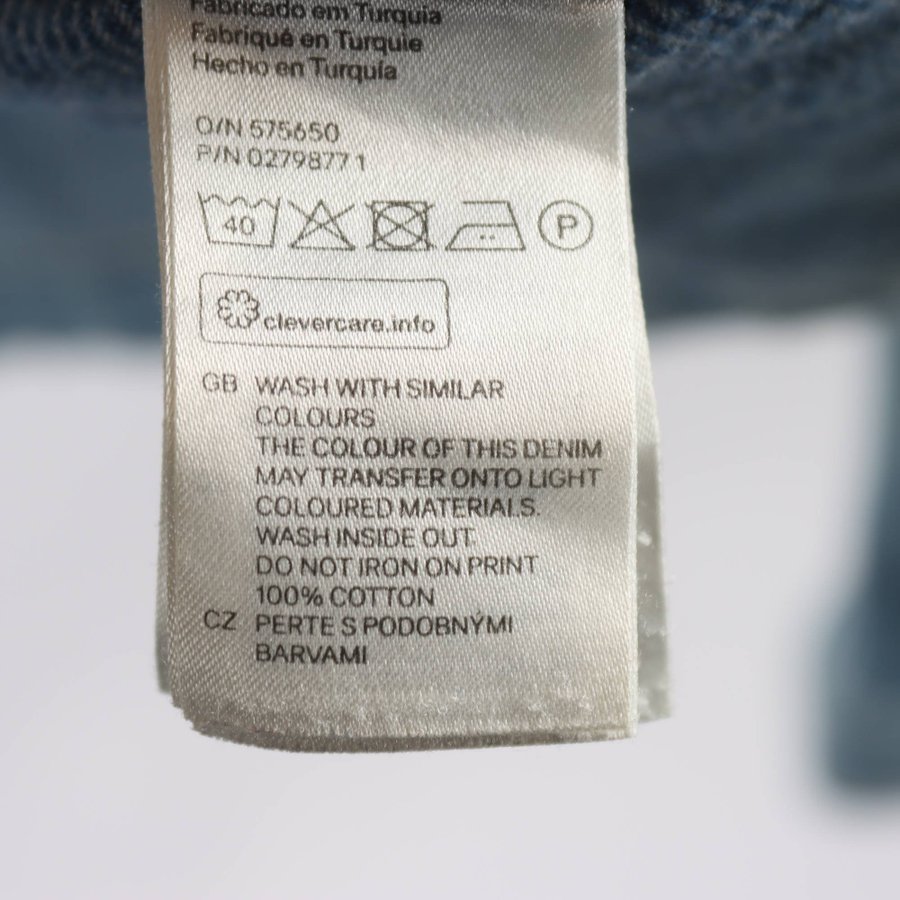 Fabricado em Turquia
Fabriqué en Turquie
Hecho en Turquía
O/N 575650
P/N 02798771
40 P
clevercare.info
GB WASH WITH SIMILAR
COLOURS
THE COLOUR OF THIS DENIM
MAY TRANSFER ONTO LIGHT
COLOURED MATERIALS.
WASH INSIDE OUT.
DO NOT IRON ON PRINT
100% COTTON
CZ PERTE S PODOBNÝMI
BARVAMI